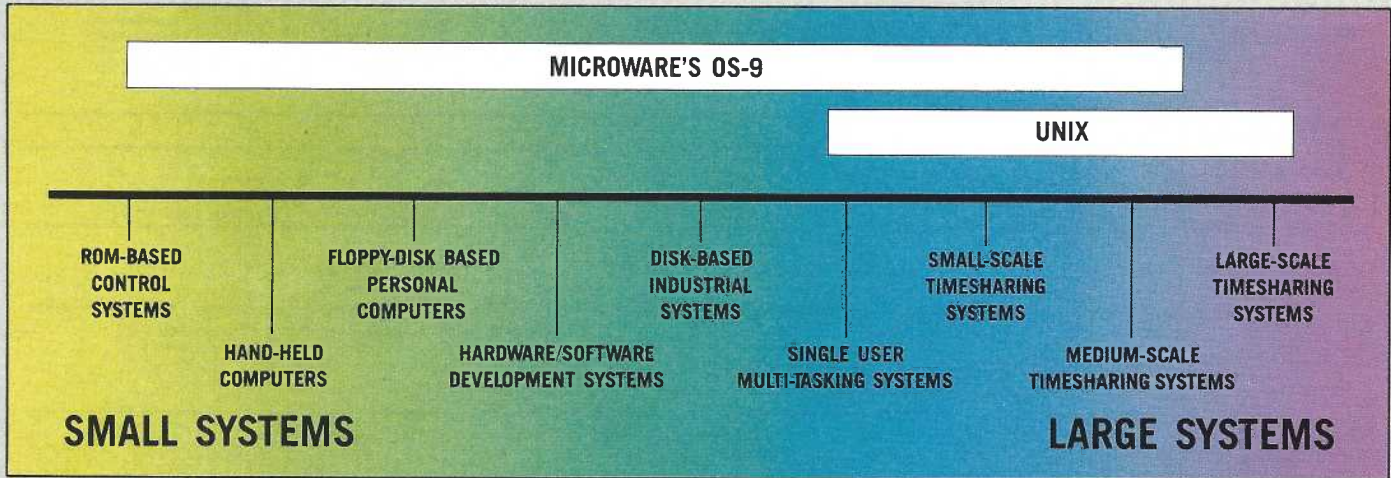 MICROWARE'S OS-9
UNIX
ROM-BASED
CONTROL
SYSTEMS
HAND-HELD
COMPUTERS
FLOPPY-DISK BASED
PERSONAL
COMPUTERS
HARDWARE/SOFTWARE
DEVELOPMENT SYSTEMS
DISK-BASED
INDUSTRIAL
SYSTEMS
SINGLE USER
MULTI-TASKING SYSTEMS
SMALL-SCALE
TIMESHARING
SYSTEMS
MEDIUM-SCALE
TIMESHARING SYSTEMS
LARGE-SCALE
TIMESHARING
SYSTEMS
SMALL SYSTEMS
LARGE SYSTEMS